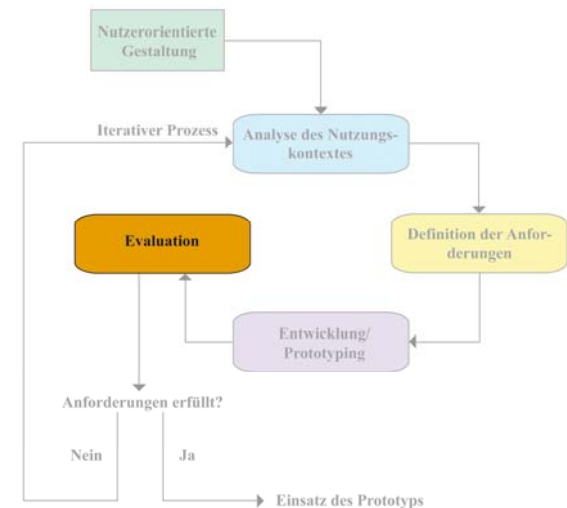 Nutzerorientierte
Gestaltung
Iterativer Prozess
Analyse des Nutzungs-
kontextes
Evaluation
Definition der Anfor-
derungen
Entwicklung/
Prototyping
Anforderungen erfüllt?
Nein
Ja
Einsatz des Prototyps